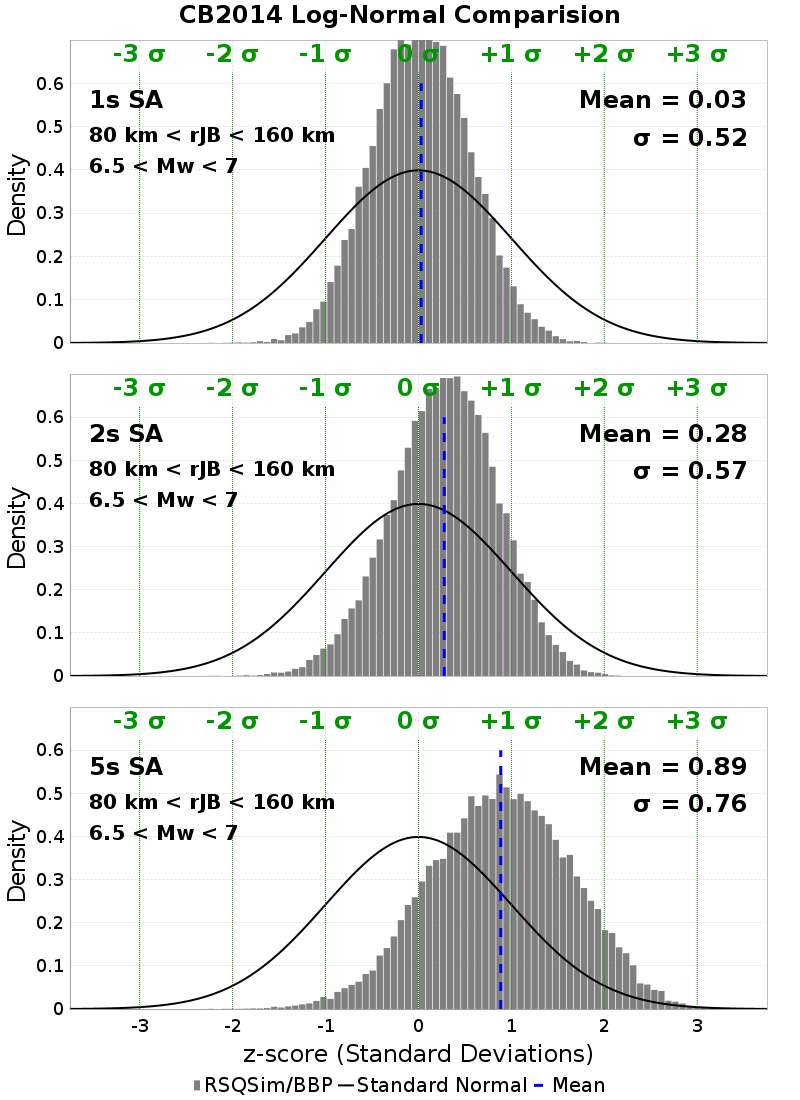 CB2014 Log-Normal Comparision
-3 σ -2 σ -1 σ 0 σ +1 σ +2 σ +3 σ
1s SA Mean = 0.03
80 km < rJB < 160 km σ = 0.52
6.5 < Mw < 7
Density
0.6
0.5
0.4
0.3
0.2
0.1
0
-3 σ -2 σ -1 σ 0 σ +1 σ +2 σ +3 σ
2s SA Mean = 0.28
80 km < rJB < 160 km σ = 0.57
6.5 < Mw < 7
Density
0.6
0.5
0.4
0.3
0.2
0.1
0
-3 σ -2 σ -1 σ 0 σ +1 σ +2 σ +3 σ
5s SA Mean = 0.89
80 km < rJB < 160 km σ = 0.76
6.5 < Mw < 7
Density
0.6
0.5
0.4
0.3
0.2
0.1
0
-3 -2 -1 0 1 2 3
z-score (Standard Deviations)
RSQSim/BBP Standard Normal Mean